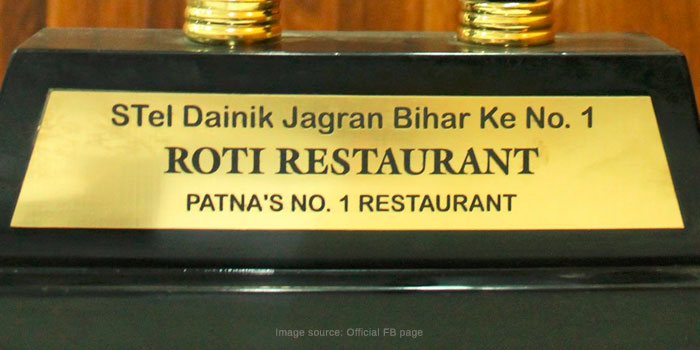 STel Dainik Jagran Bihar Ke No. 1
ROTI RESTAURANT
PATNA'S NO. 1 RESTAURANT
Image source: Official FB page